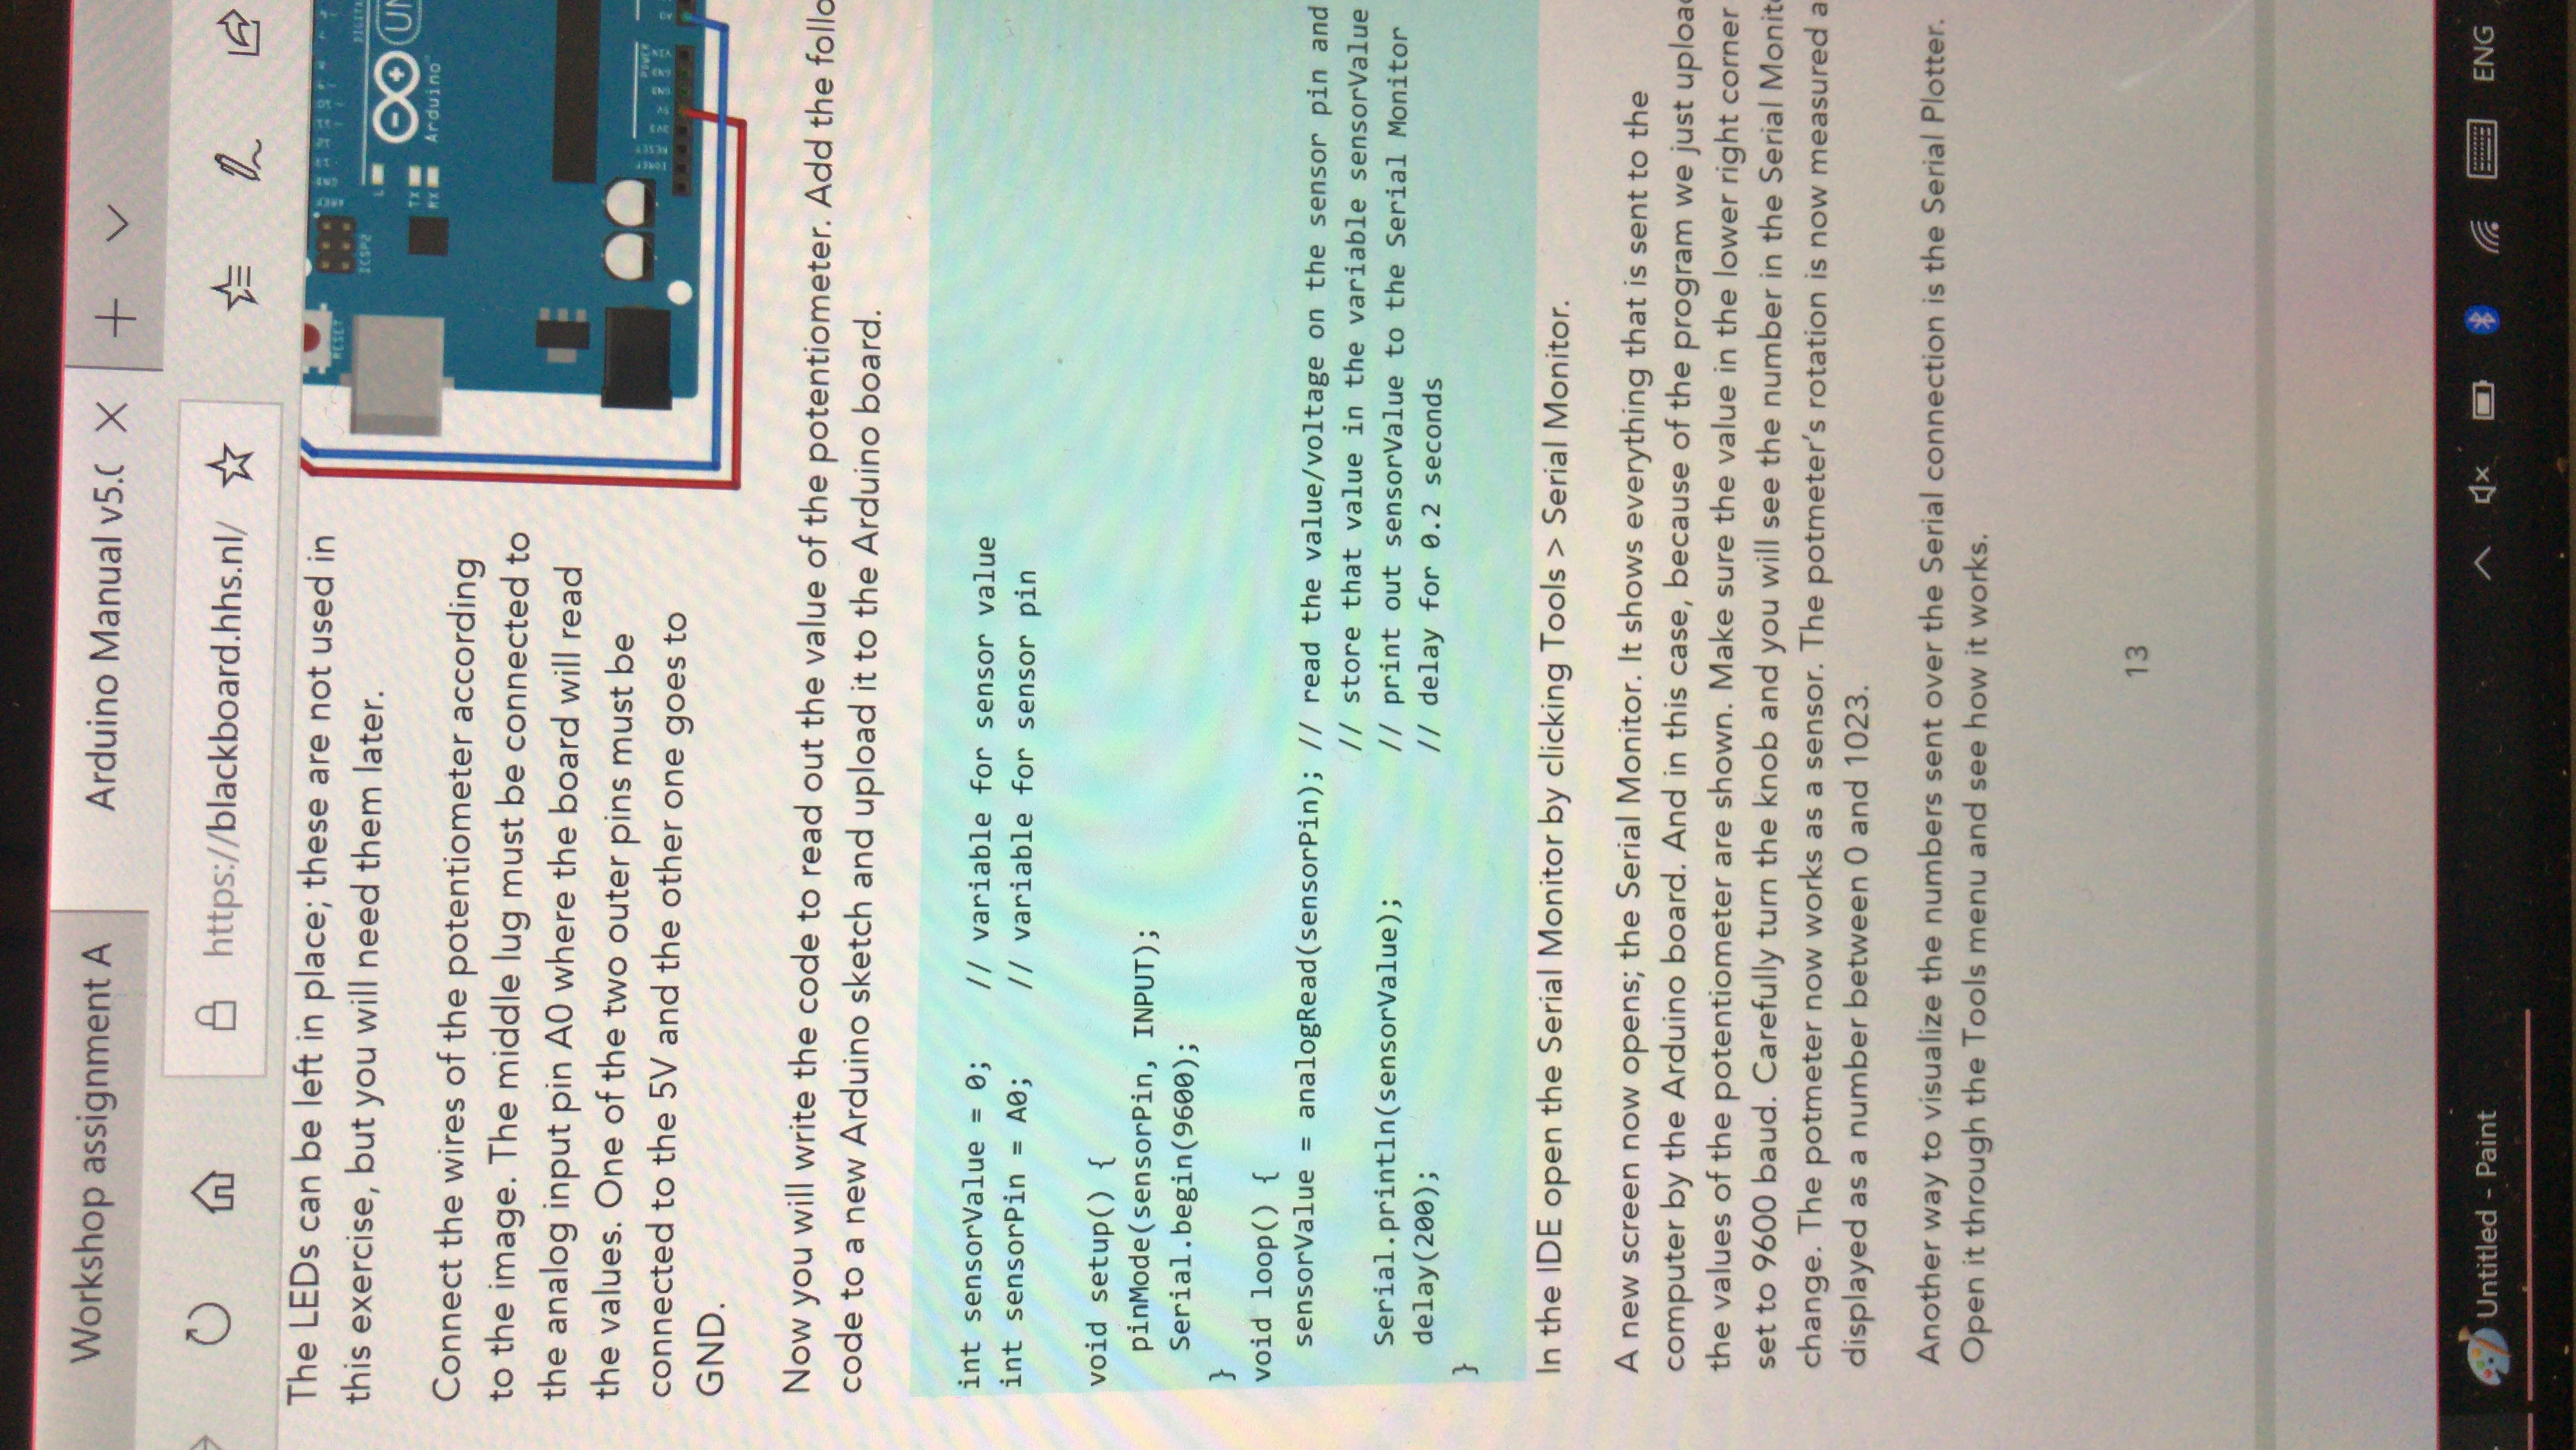 Workshop assignment A
Arduino Manual v5.(
https://blackboard.hhs.nl/
The LEDs can be left in place; these are not used in
this exercise, but you will need them later.
RESET
ICSP2
L
TX
RX
Arduino
Connect the wires of the potentiometer according
to the image. The middle lug must be connected to
the analog input pin A0 where the board will read
the values. One of the two outer pins must be
connected to the 5V and the other one goes to
GND.
POWER
Now you will write the code to read out the value of the potentiometer. Add the follo
code to a new Arduino sketch and upload it to the Arduino board.
int sensorValue = 0; // variable for sensor value
int sensorPin = A0; // variable for sensor pin
void setup() {
pinMode(sensorPin, INPUT);
Serial.begin(9600);
}
void loop() {
sensorValue = analogRead(sensorPin); // read the value/voltage on the sensor pin and
// store that value in the variable sensorValue
Serial.println(sensorValue); // print out sensorValue to the Serial Monitor
delay(200); // delay for 0.2 seconds
}
In the IDE open the Serial Monitor by clicking Tools > Serial Monitor.
A new screen now opens; the Serial Monitor. It shows everything that is sent to the
computer by the Arduino board. And in this case, because of the program we just uploa
the values of the potentiometer are shown. Make sure the value in the lower right corner
set to 9600 baud. Carefully turn the knob and you will see the number in the Serial Monit
change. The potmeter now works as a sensor. The potmeter's rotation is now measured a
displayed as a number between 0 and 1023.
Another way to visualize the numbers sent over the Serial connection is the Serial Plotter.
Open it through the Tools menu and see how it works.
13
Untitled - Paint
ENG